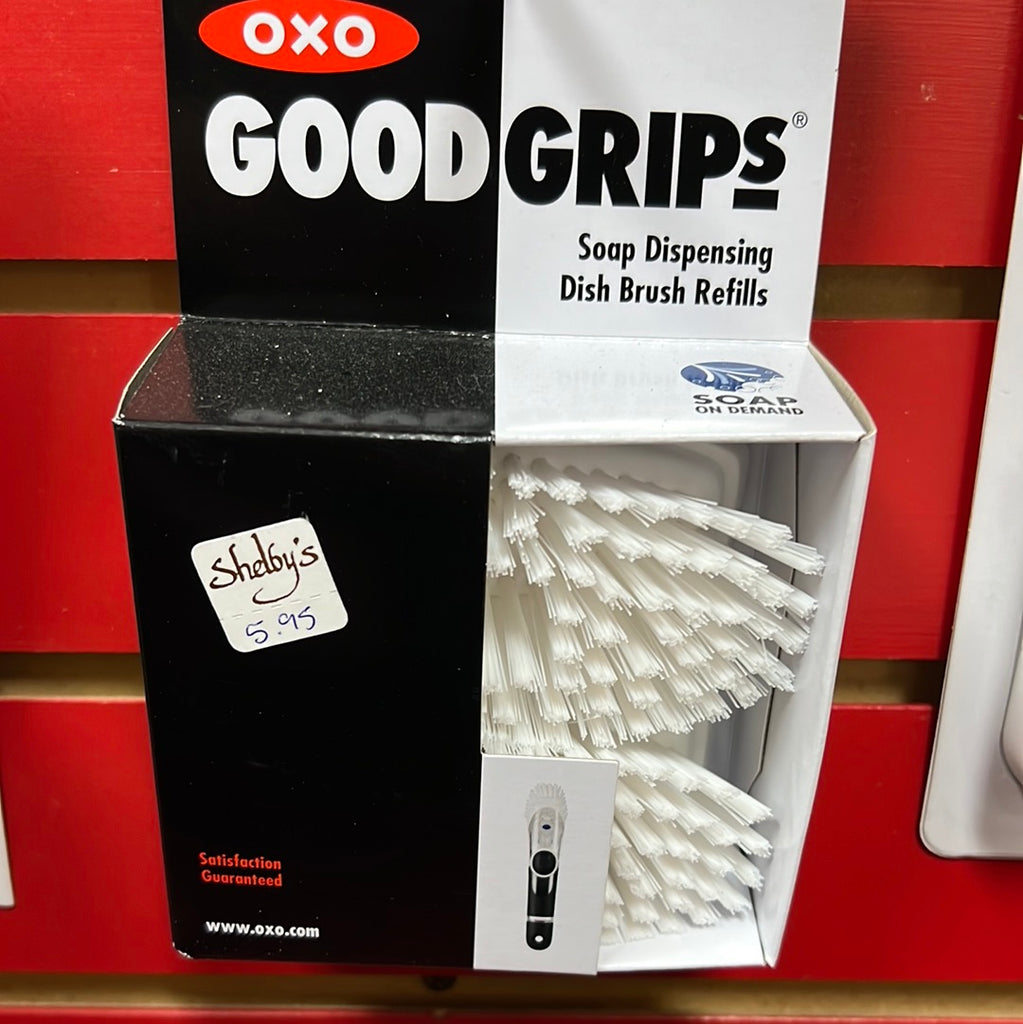 OXO
GOOD GRIPS®
Soap Dispensing
Dish Brush Refills
SOAP
ON DEMAND
Shelby's
5.95
Satisfaction
Guaranteed
www.oxo.com